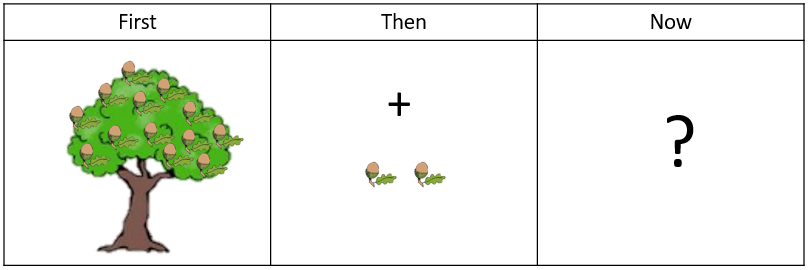 First
Then
Now
+
?